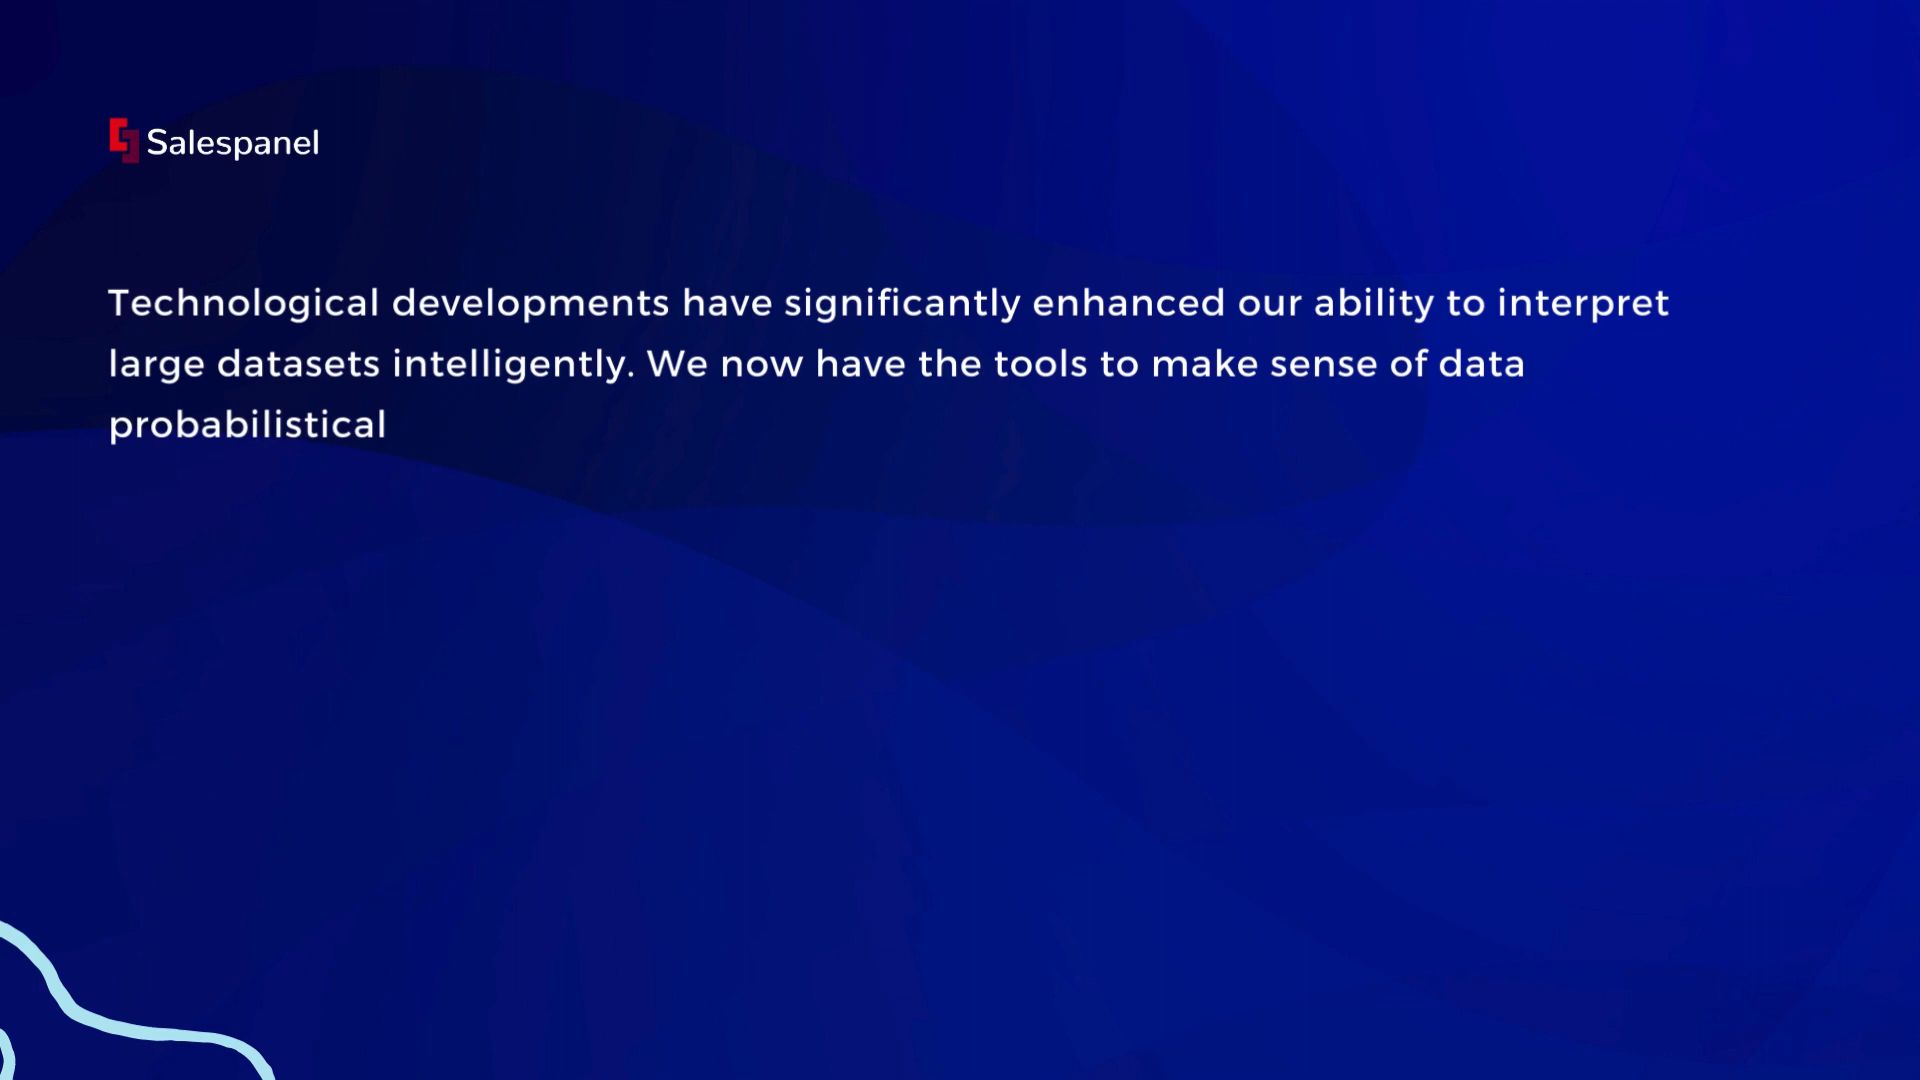 Salespanel
Technological developments have significantly enhanced our ability to interpret
large datasets intelligently. We now have the tools to make sense of data
probabilistical